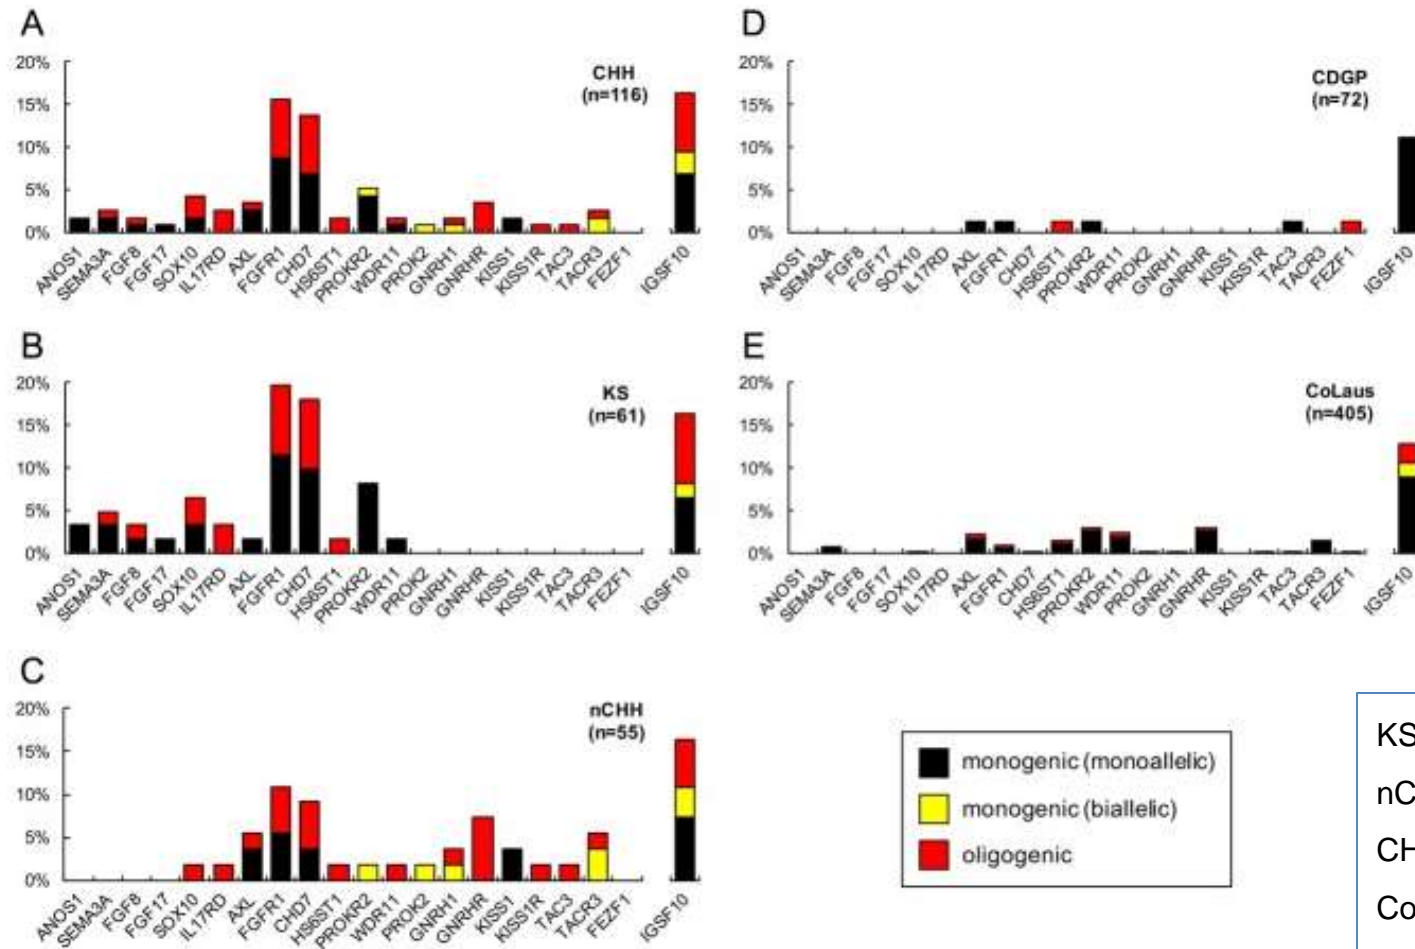 A
20%
15%
10%
5%
0%
CHH
(n=116)
ANOS1
SEMA3A
FGF8
FGF17
SOX10
IL17RD
AXL
FGFR1
CHD7
HS6ST1
PROKR2
WDR11
PROK2
GNRH1
GNRHR
KISS1
KISS1R
TAC3
TACR3
FEZF1
IGSF10
B
20%
15%
10%
5%
0%
KS
(n=61)
ANOS1
SEMA3A
FGF8
FGF17
SOX10
IL17RD
AXL
FGFR1
CHD7
HS6ST1
PROKR2
WDR11
PROK2
GNRH1
GNRHR
KISS1
KISS1R
TAC3
TACR3
FEZF1
IGSF10
C
20%
15%
10%
5%
0%
nCHH
(n=55)
ANOS1
SEMA3A
FGF8
FGF17
SOX10
IL17RD
AXL
FGFR1
CHD7
HS6ST1
PROKR2
WDR11
PROK2
GNRH1
GNRHR
KISS1
KISS1R
TAC3
TACR3
FEZF1
IGSF10
D
20%
15%
10%
5%
0%
CDGP
(n=72)
ANOS1
SEMA3A
FGF8
FGF17
SOX10
IL17RD
AXL
FGFR1
CHD7
HS6ST1
PROKR2
WDR11
PROK2
GNRH1
GNRHR
KISS1
KISS1R
TAC3
TACR3
FEZF1
IGSF10
E
20%
15%
10%
5%
0%
CoLaus
(n=405)
ANOS1
SEMA3A
FGF8
FGF17
SOX10
IL17RD
AXL
FGFR1
CHD7
HS6ST1
PROKR2
WDR11
PROK2
GNRH1
GNRHR
KISS1
KISS1R
TAC3
TACR3
FEZF1
IGSF10
monogenic (monoallelic)
monogenic (biallelic)
oligogenic
KS